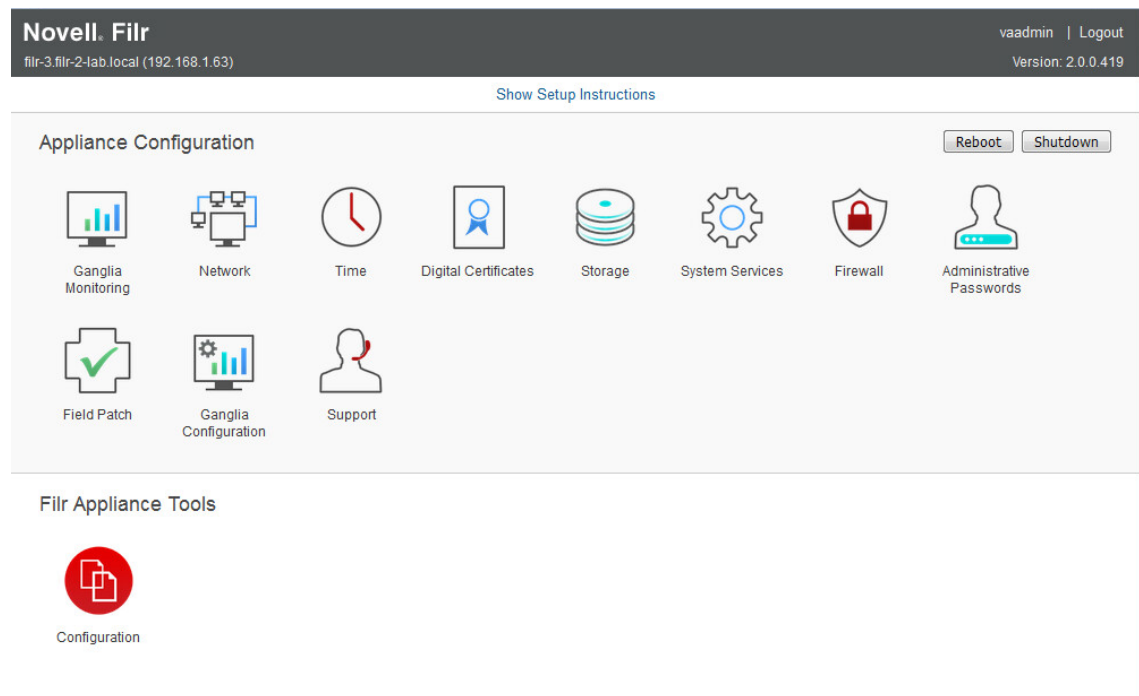 Novell. Filr
vaadmin | Logout
filr-3.filr-2-lab.local (192.168.1.63)
Version: 2.0.0.419
Show Setup Instructions
Appliance Configuration
Reboot
Shutdown
Ganglia Monitoring
Network
Time
Digital Certificates
Storage
System Services
Firewall
Administrative Passwords
Field Patch
Ganglia Configuration
Support
Filr Appliance Tools
Configuration